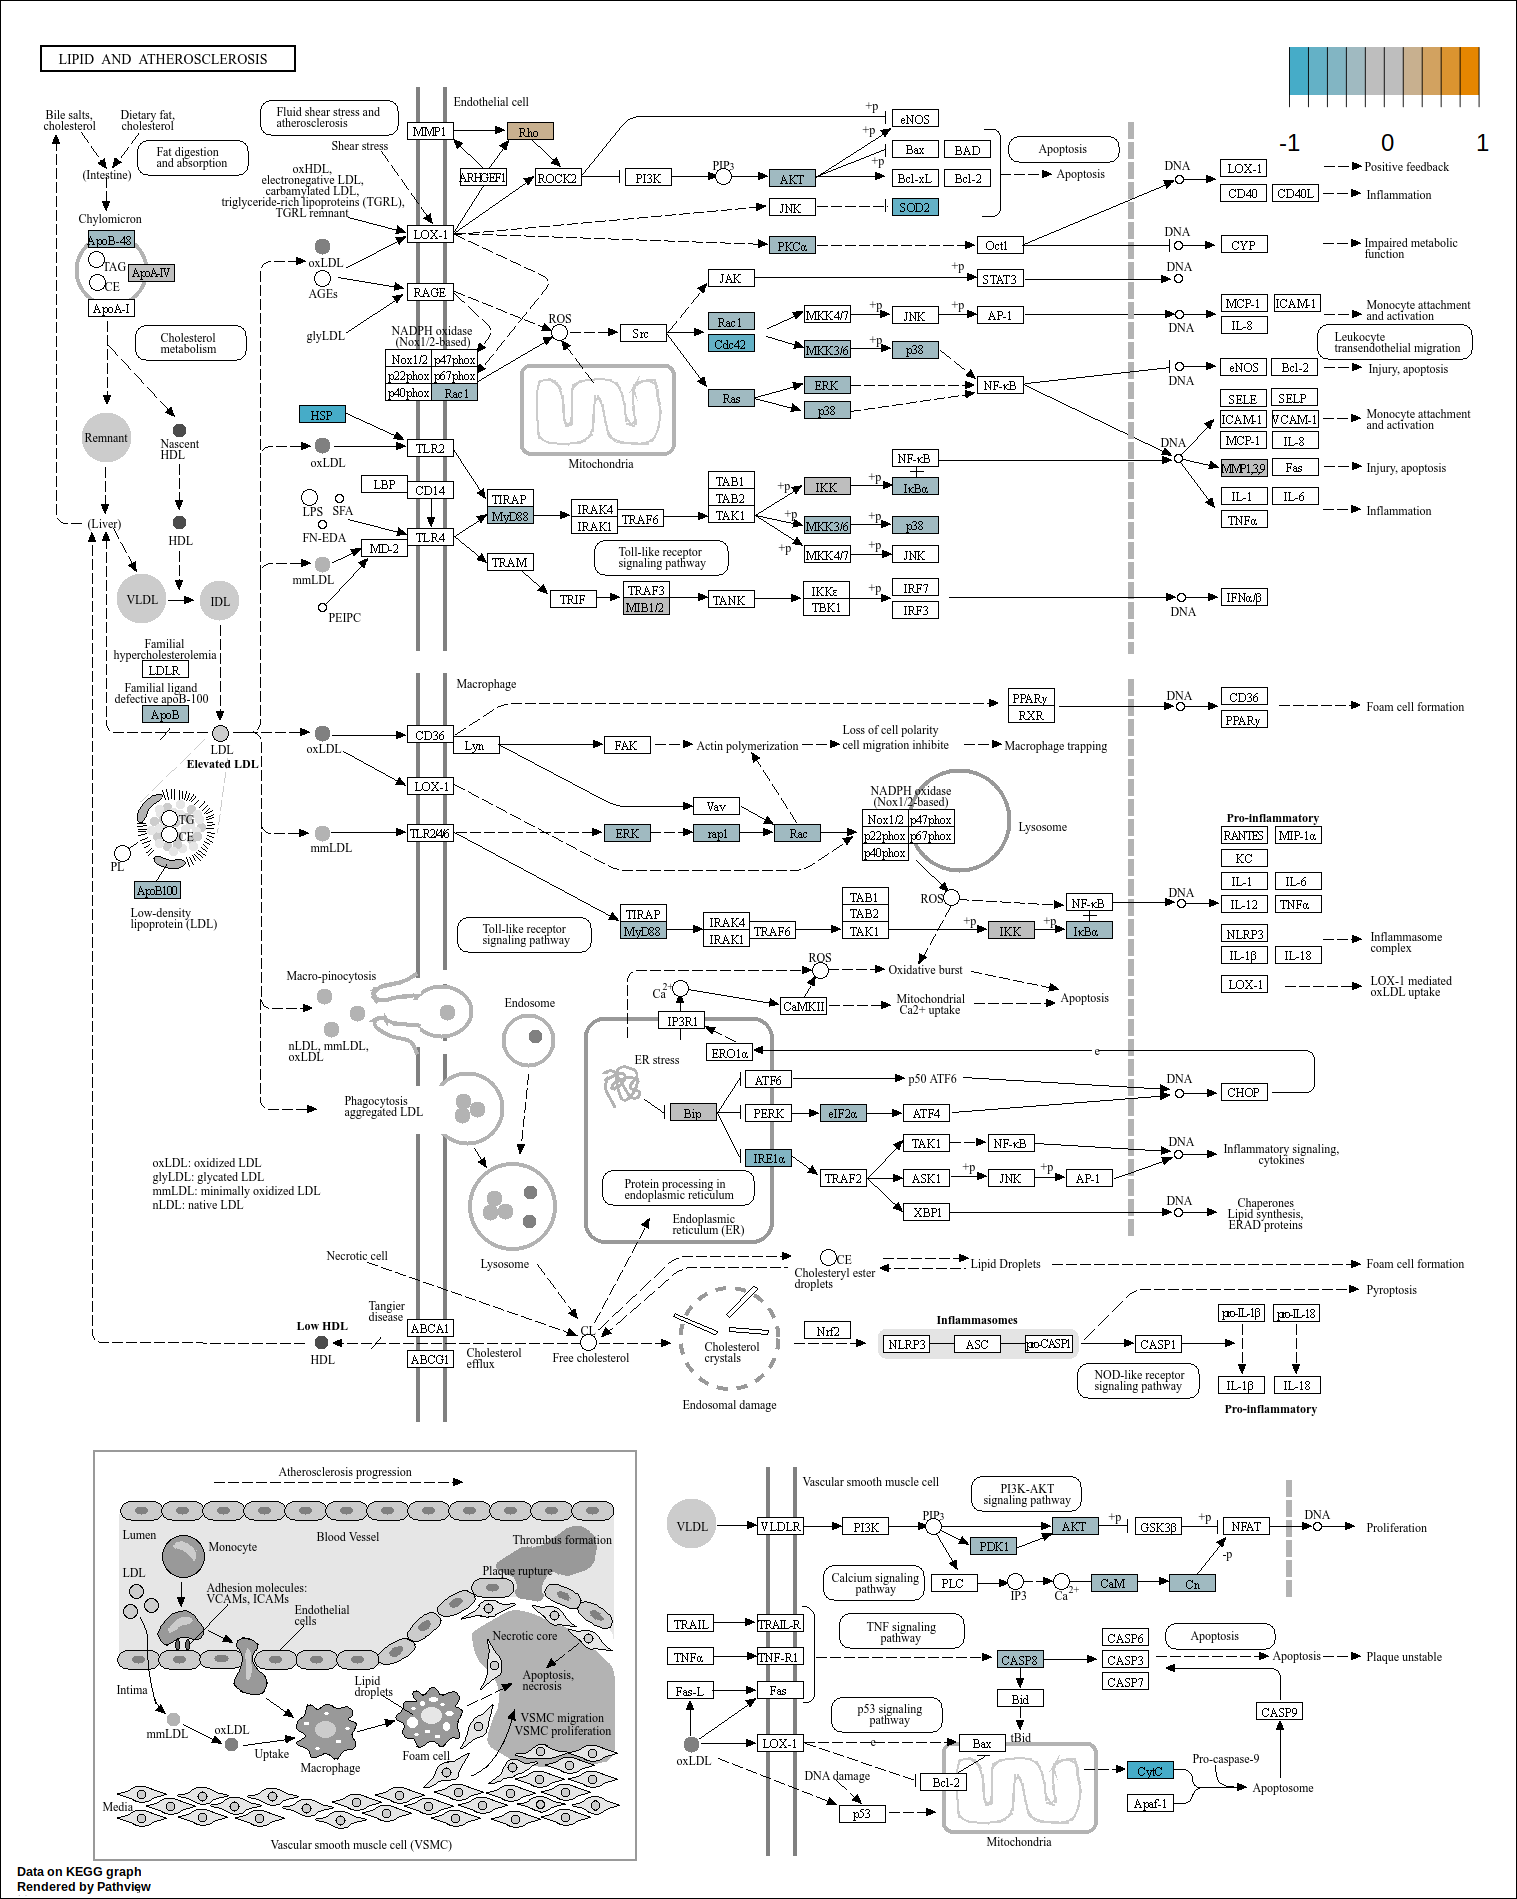 LIPID AND ATHEROSCLEROSIS
-1
0
1
Bile salts,
cholesterol
Dietary fat,
cholesterol
Fat digestion
and absorption
(Intestine)
Chylomicron
ApoB-48
TAG
ApoA-IV
CE
ApoA-I
Cholesterol
metabolism
Remnant
Nascent
HDL
(Liver)
HDL
VLDL
IDL
Familial
hypercholesterolemia
LDLR
Familial ligand
defective apoB-100
ApoB
LDL
Elevated LDL
TG
CE
PL
ApoB100
Low-density
lipoprotein (LDL)
Fluid shear stress and
atherosclerosis
Shear stress
oxHDL,
electronegative LDL,
carbamylated LDL,
triglyceride-rich lipoproteins (TGRL),
TGRL remnant
oxLDL
AGEs
glyLDL
HSP
oxLDL
LBP
LPS
SFA
FN-EDA
MD-2
mmLDL
PEIPC
Endothelial cell
MMP1
Rho
ARHGEF1
ROCK2
LOX-1
RAGE
NADPH oxidase
(Nox1/2-based)
Nox1/2
p47phox
p22phox
p67phox
p40phox
Rac1
TLR2
CD14
TLR4
ROS
Mitochondria
PI3K
PIP3
AKT
JNK
SOD2
PKCα
Oct1
+p
+p
+p
eNOS
Bax
BAD
Bcl-xL
Bcl-2
Apoptosis
Apoptosis
JAK
+p
STAT3
Src
Rac1
Cdc42
Ras
MKK4/7
+p
JNK
+p
AP-1
MKK3/6
+p
p38
ERK
p38
NF-κB
TIRAP
MyD88
TRAM
IRAK4
IRAK1
TRAF6
TAB1
TAB2
TAK1
+p
IKK
+p
NF-κB
IκBα
+p
MKK3/6
+p
p38
+p
MKK4/7
+p
JNK
Toll-like receptor
signaling pathway
TRIF
TRAF3
MIB1/2
TANK
IKKε
TBK1
+p
IRF7
IRF3
DNA
LOX-1
Positive feedback
CD40
CD40L
Inflammation
DNA
CYP
Impaired metabolic
function
DNA
DNA
MCP-1
ICAM-1
IL-8
Monocyte attachment
and activation
Leukocyte
transendothelial migration
DNA
eNOS
Bcl-2
Injury, apoptosis
SELE
SELP
ICAM-1
VCAM-1
MCP-1
IL-8
Monocyte attachment
and activation
DNA
MMP1,3,9
Fas
Injury, apoptosis
IL-1
IL-6
TNFα
Inflammation
DNA
IFNα/β
Macrophage
oxLDL
CD36
Lyn
LOX-1
mmLDL
TLR2/4/6
FAK
Actin polymerization
Loss of cell polarity
cell migration inhibite
Macrophage trapping
PPARγ
RXR
DNA
CD36
PPARγ
Foam cell formation
Vav
ERK
rap1
Rac
NADPH oxidase
(Nox1/2-based)
Nox1/2
p47phox
p22phox
p67phox
p40phox
Lysosome
ROS
Toll-like receptor
signaling pathway
TIRAP
MyD88
IRAK4
IRAK1
TRAF6
TAB1
TAB2
TAK1
+p
IKK
+p
NF-κB
IκBα
DNA
Pro-inflammatory
RANTES
MIP-1α
KC
IL-1
IL-6
IL-12
TNFα
NLRP3
IL-1β
IL-18
Inflammasome
complex
LOX-1
LOX-1 mediated
oxLDL uptake
Macro-pinocytosis
nLDL, mmLDL,
oxLDL
Endosome
Phagocytosis
aggregated LDL
Lysosome
oxLDL: oxidized LDL
glyLDL: glycated LDL
mmLDL: minimally oxidized LDL
nLDL: native LDL
ROS
Oxidative burst
Ca2+
CaMKII
Mitochondrial
Ca2+ uptake
Apoptosis
IP3R1
ER stress
ERO1α
e
ATF6
p50 ATF6
Bip
PERK
eIF2α
ATF4
DNA
CHOP
IRE1α
TRAF2
TAK1
NF-κB
ASK1
+p
JNK
+p
AP-1
DNA
Inflammatory signaling,
cytokines
XBP1
DNA
Chaperones
Lipid synthesis,
ERAD proteins
Protein processing in
endoplasmic reticulum
Endoplasmic
reticulum (ER)
Necrotic cell
CE
Cholesteryl ester
droplets
Lipid Droplets
Foam cell formation
Pyroptosis
Tangier
disease
Low HDL
HDL
ABCA1
ABCG1
Cholesterol
efflux
CL
Free cholesterol
Cholesterol
crystals
Endosomal damage
Nrf2
Inflammasomes
NLRP3
ASC
pro-CASP1
CASP1
NOD-like receptor
signaling pathway
pro-IL-1β
pro-IL-18
IL-1β
IL-18
Pro-inflammatory
Atherosclerosis progression
Lumen
Blood Vessel
Monocyte
Thrombus formation
Plaque rupture
LDL
Adhesion molecules:
VCAMs, ICAMs
Endothelial
cells
Necrotic core
Apoptosis,
necrosis
Intima
Lipid
droplets
VSMC migration
VSMC proliferation
mmLDL
oxLDL
Uptake
Macrophage
Foam cell
Media
Vascular smooth muscle cell (VSMC)
Vascular smooth muscle cell
PI3K-AKT
signaling pathway
VLDL
VLDLR
PI3K
PIP3
AKT
+p
GSK3β
+p
NFAT
DNA
Proliferation
PDK1
-p
Calcium signaling
pathway
PLC
IP3
Ca2+
CaM
Cn
TRAIL
TRAIL-R
TNF signaling
pathway
TNFα
TNF-R1
CASP8
CASP6
CASP3
CASP7
Apoptosis
Apoptosis
Plaque unstable
Fas-L
Fas
Bid
p53 signaling
pathway
tBid
CASP9
oxLDL
LOX-1
e
Bax
Bcl-2
DNA damage
p53
Mitochondria
CytC
Pro-caspase-9
Apaf-1
Apoptosome
Data on KEGG graph
Rendered by Pathview